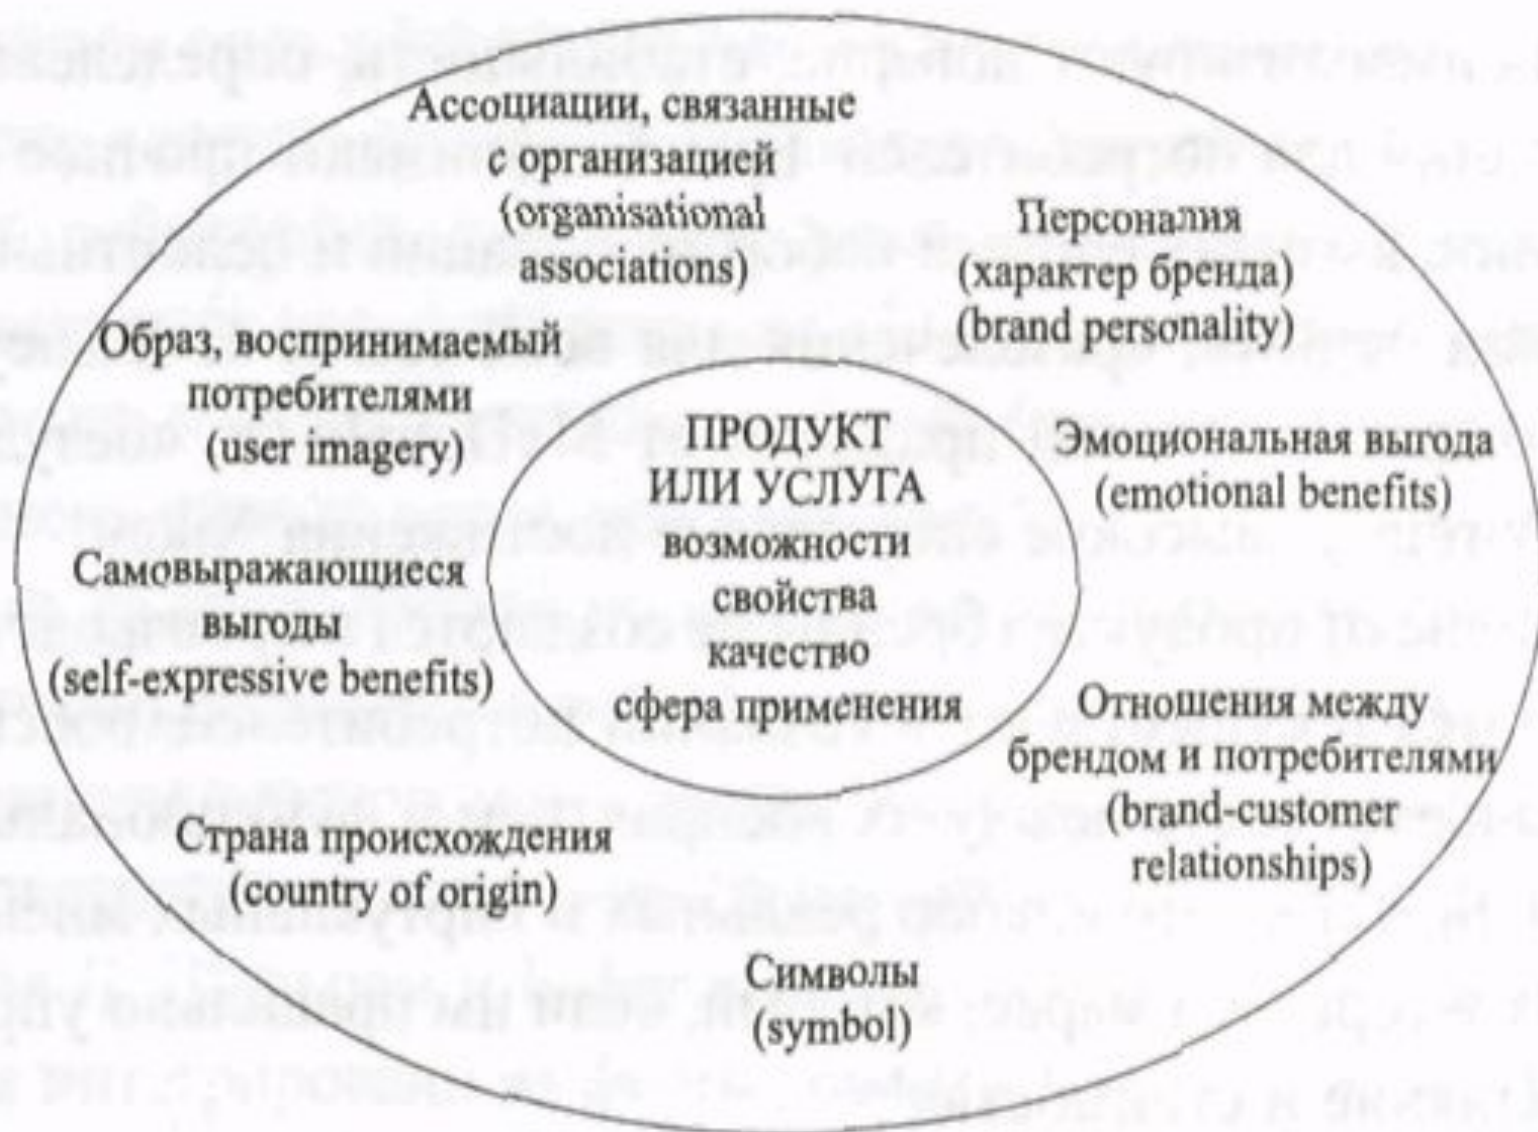 Ассоциации, связанные
с организацией
(organisational
associations)
Персоналия
(характер бренда)
(brand personality)
Образ, воспринимаемый
потребителями
(user imagery)
ПРОДУКТ
ИЛИ УСЛУГА
возможности
свойства
качество
сфера применения
Эмоциональная выгода
(emotional benefits)
Самовыражающиеся
выгоды
(self-expressive benefits)
Отношения между
брендом и потребителями
(brand-customer
relationships)
Страна происхождения
(country of origin)
Символы
(symbol)